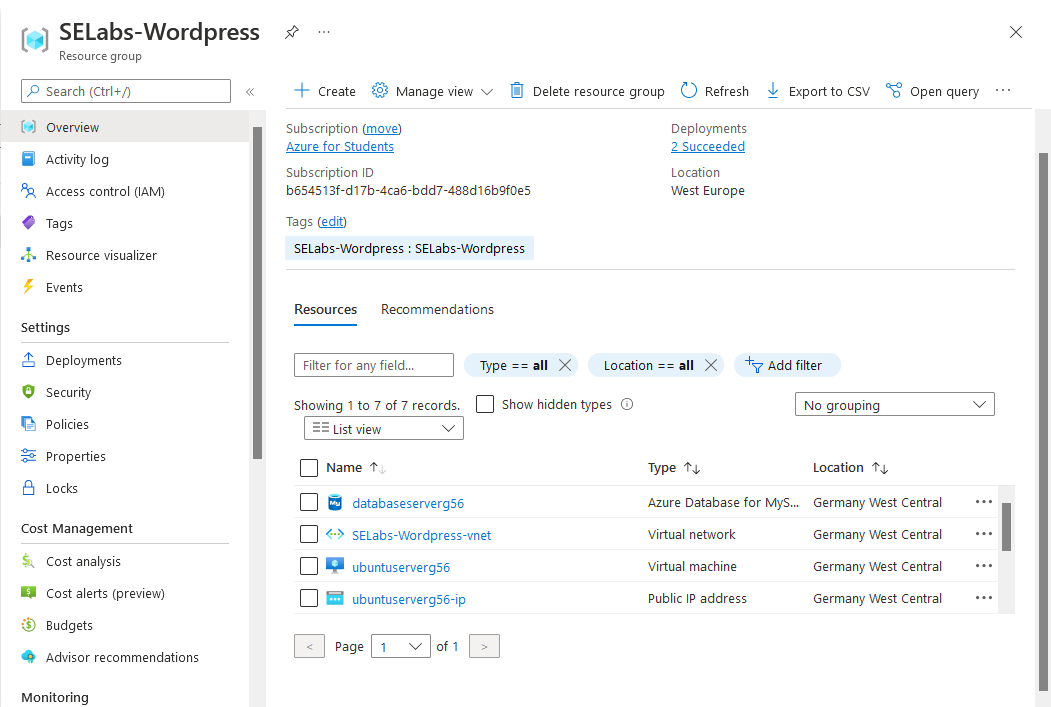 SELabs-Wordpress
Resource group
Search (Ctrl+/)
«
Overview
Activity log
Access control (IAM)
Tags
Resource visualizer
Events
Settings
Deployments
Security
Policies
Properties
Locks
Cost Management
Cost analysis
Cost alerts (preview)
Budgets
Advisor recommendations
Monitoring
Create Manage view Delete resource group Refresh Export to CSV Open query ...
Subscription (move)
Azure for Students
Subscription ID
b654513f-d17b-4ca6-bdd7-488d16b9f0e5
Deployments
2 Succeeded
Location
West Europe
Tags (edit)
SELabs-Wordpress : SELabs-Wordpress
Resources Recommendations
Filter for any field... Type == all Location == all Add filter
Showing 1 to 7 of 7 records. Show hidden types No grouping
List view
Name Type Location
databaseserverg56 Azure Database for MyS... Germany West Central
SELabs-Wordpress-vnet Virtual network Germany West Central
ubuntuserverg56 Virtual machine Germany West Central
ubuntuserverg56-ip Public IP address Germany West Central
< Page 1 of 1 >